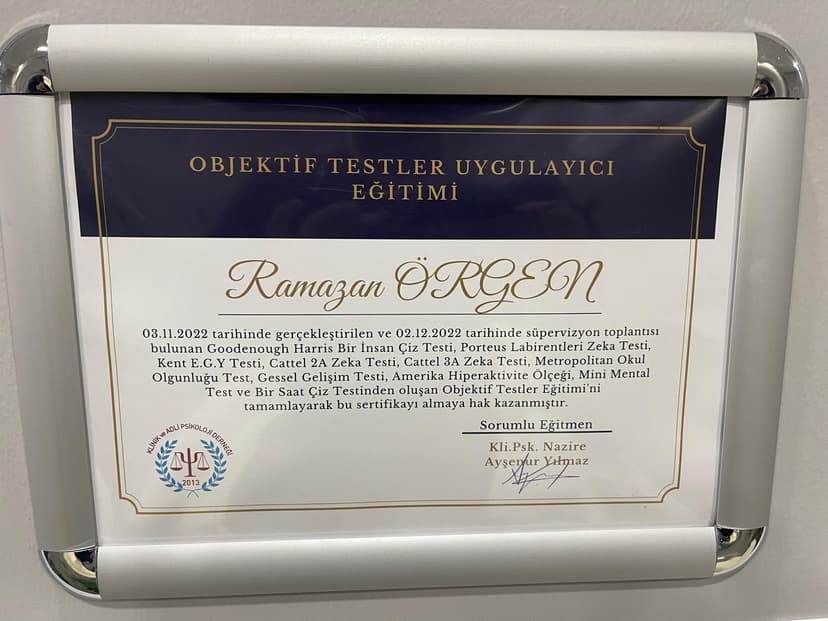 OBJEKTİF TESTLER UYGULAYICI
EĞİTİMİ
Ramazan ÖRGEN
03.11.2022 tarihinde gerçekleştirilen ve 02.12.2022 tarihinde süpervizyon toplantısı
bulunan Goodenough Harris Bir İnsan Çiz Testi, Porteus Labirentleri Zeka Testi,
Kent E.G.Y Testi, Cattel 2A Zeka Testi, Cattel 3A Zeka Testi, Metropolitan Okul
Olgunluğu Test, Gessel Gelişim Testi, Amerika Hiperaktivite Ölçeği, Mini Mental
Test ve Bir Saat Çiz Testinden oluşan Objektif Testler Eğitimi'ni
tamamlayarak bu sertifikayı almaya hak kazanmıştır.
Sorumlu Eğitmen
Kli.Psk. Nazire
Ayşenur Yılmaz
KLİNİK ve ADLİ PSİKOLOJİ DERNEĞİ
2013